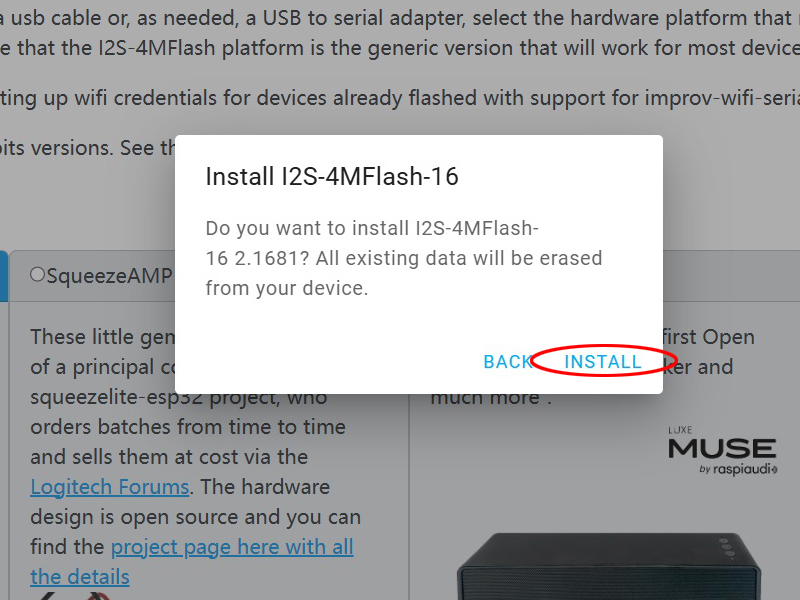 a usb cable or, as needed, a USB to serial adapter, select the hardware platform that
e that the I2S-4MFlash platform is the generic version that will work for most device
ting up wifi credentials for devices already flashed with support for improv-wifi-seria
its versions. See th
Install I2S-4MFlash-16
Do you want to install I2S-4MFlash-
16 2.1681? All existing data will be erased
from your device.
BACK INSTALL
SqueezeAMP
These little gem
of a principal co
squeezelite-esp32 project, who
orders batches from time to time
and sells them at cost via the
Logitech Forums. The hardware
design is open source and you can
find the project page here with all
the details
first Open
ker and
much more".
LUXE
MUSE
by raspiaudio